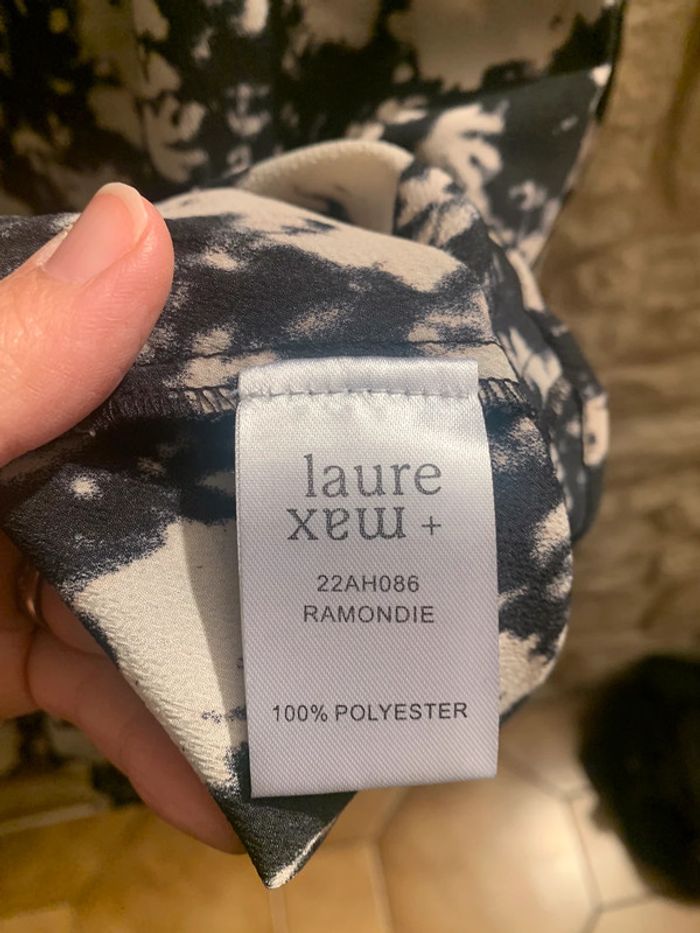 laure
+ max
22AH086
RAMONDIE
100% POLYESTER